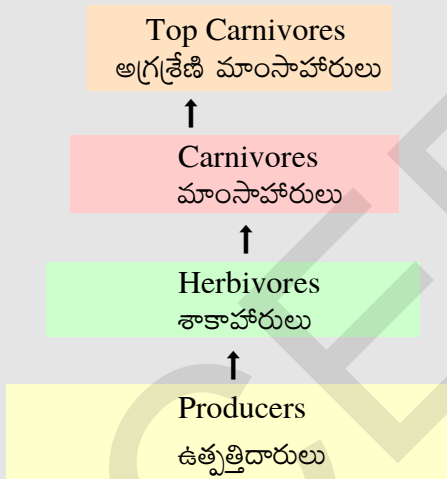 Top Carnivores
అగ్రశ్రేణి మాంసాహారులు
Carnivores
మాంసాహారులు
Herbivores
శాకాహారులు
Producers
ఉత్పత్తిదారులు